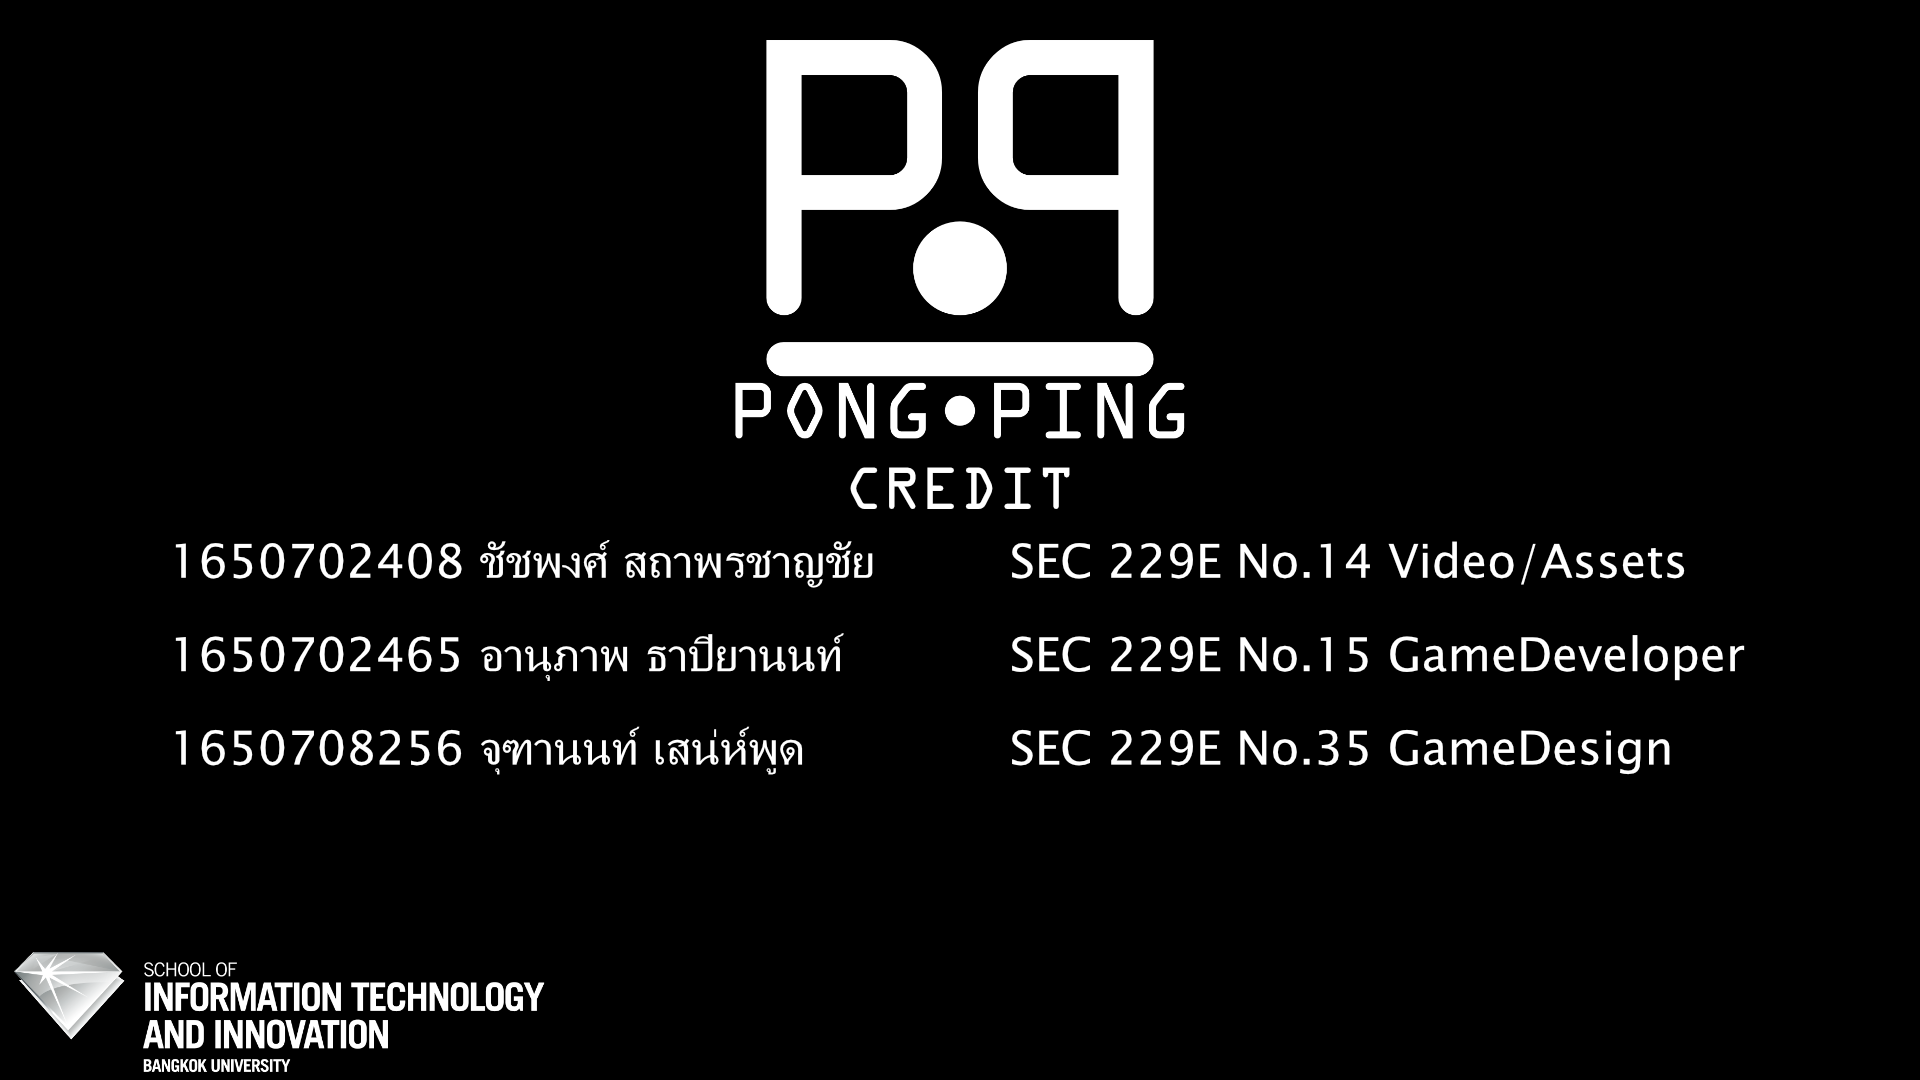 PONG•PING
CREDIT
1650702408 ชัชพงศ์ สถาพรชาญชัย SEC 229E No.14 Video/Assets
1650702465 อานุภาพ ธาปิยานนท์ SEC 229E No.15 GameDeveloper
1650708256 จุฑานนท์ เสน่ห์พูด SEC 229E No.35 GameDesign
SCHOOL OF
INFORMATION TECHNOLOGY
AND INNOVATION
BANGKOK UNIVERSITY